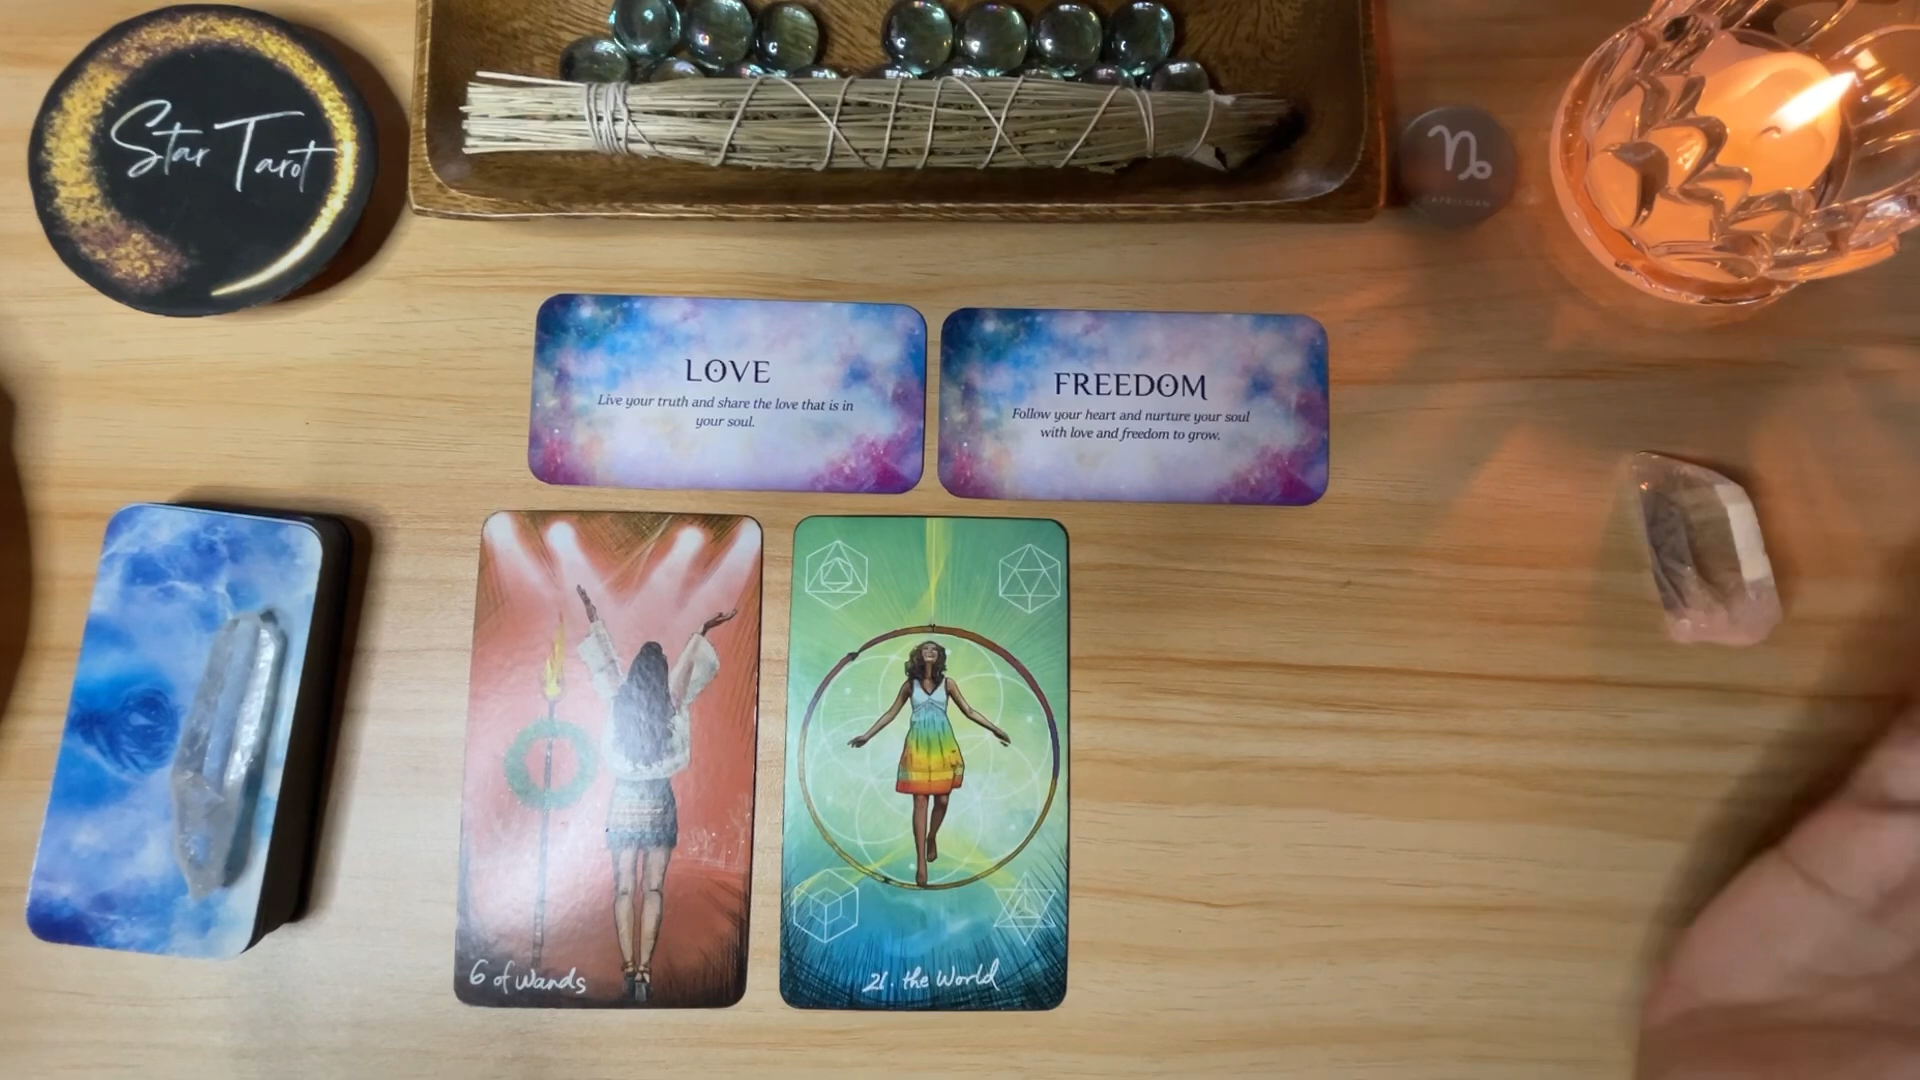 Star Tarot
CAPRICORN
LOVE
Live your truth and share the love that is in
your soul.
FREEDOM
Follow your heart and nurture your soul
with love and freedom to grow.
6 of Wands
21. the World